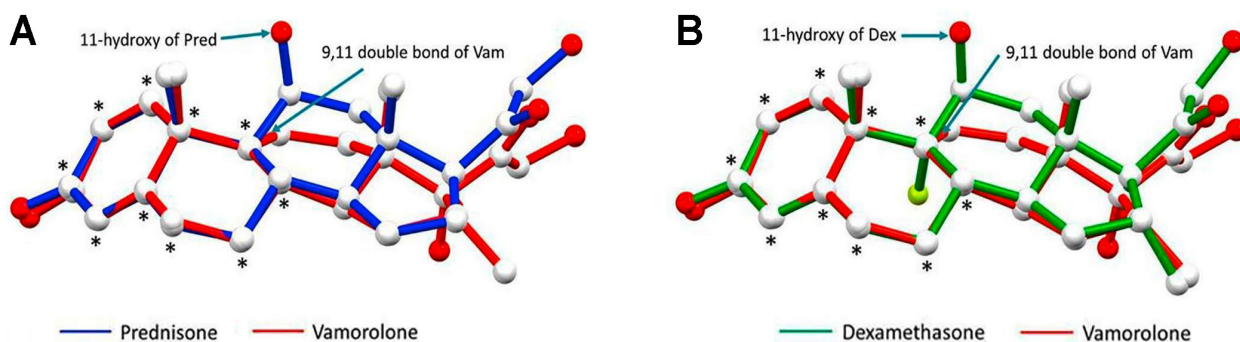 A
11-hydroxy of Pred
9,11 double bond of Vam
* * * * * * * * * *
Prednisone
Vamorolone
B
11-hydroxy of Dex
9,11 double bond of Vam
* * * * * * * * * *
Dexamethasone
Vamorolone